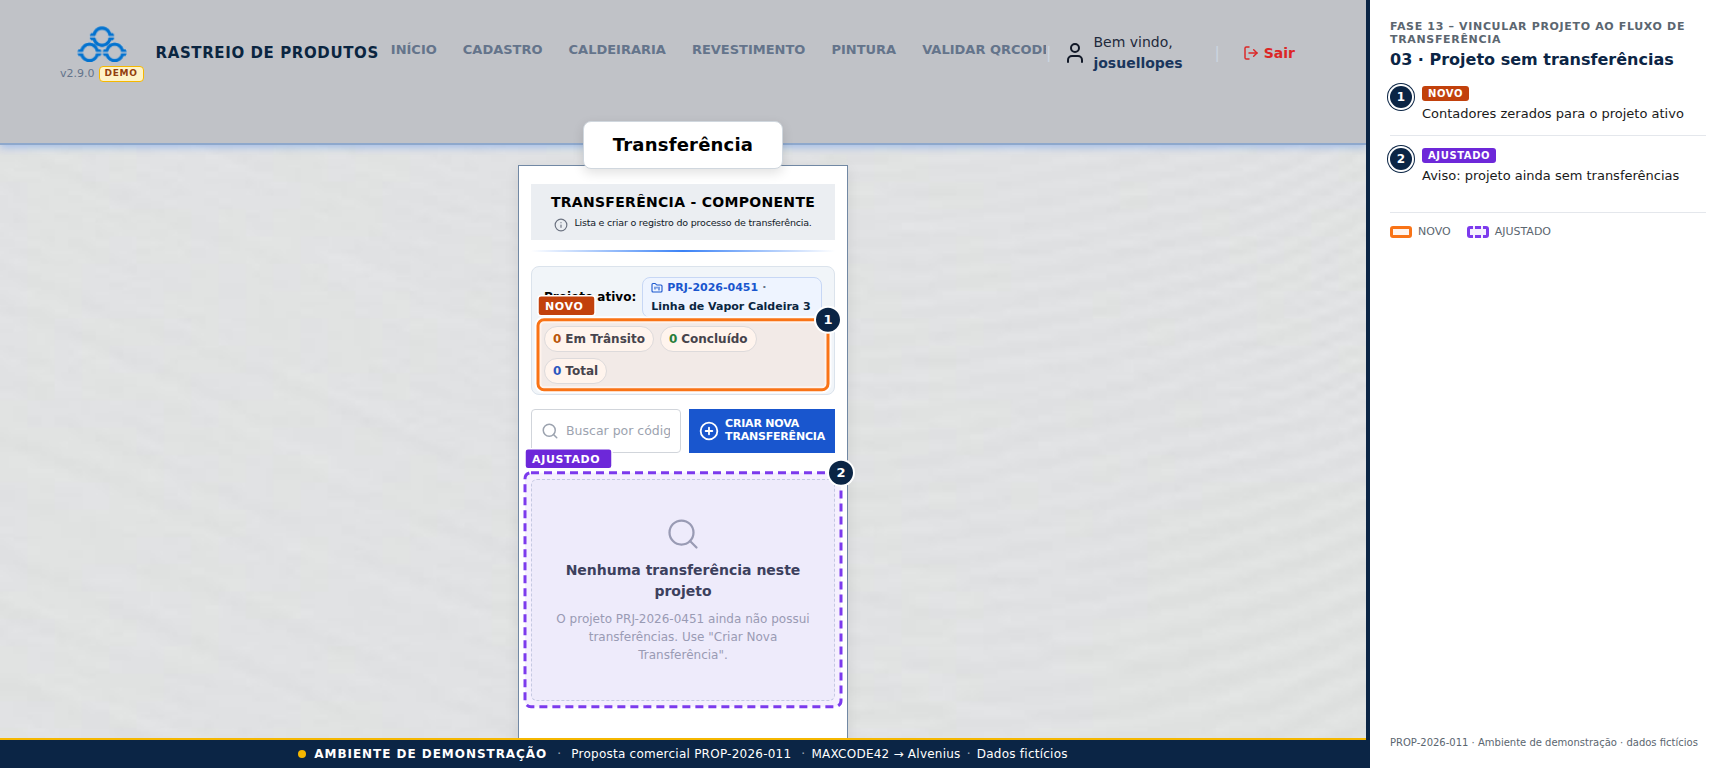 v2.9.0 DEMO
RASTREIO DE PRODUTOS
INÍCIO CADASTRO CALDEIRARIA REVESTIMENTO PINTURA VALIDAR QRCODE
Bem vindo,
josuellopes
Sair
Transferência
TRANSFERÊNCIA - COMPONENTE
Lista e criar o registro do processo de transferência.
ativo:
PRJ-2026-0451 ·
Linha de Vapor Caldeira 3
NOVO
1
0 Em Trânsito 0 Concluído
0 Total
Buscar por códig
CRIAR NOVA
TRANSFERÊNCIA
AJUSTADO
2
Nenhuma transferência neste
projeto
O projeto PRJ-2026-0451 ainda não possui
transferências. Use "Criar Nova
Transferência".
AMBIENTE DE DEMONSTRAÇÃO · Proposta comercial PROP-2026-011 · MAXCODE42 → Alvenius · Dados fictícios
FASE 13 – VINCULAR PROJETO AO FLUXO DE
TRANSFERÊNCIA
03 · Projeto sem transferências
1 NOVO
Contadores zerados para o projeto ativo
2 AJUSTADO
Aviso: projeto ainda sem transferências
NOVO AJUSTADO
PROP-2026-011 · Ambiente de demonstração · dados fictícios